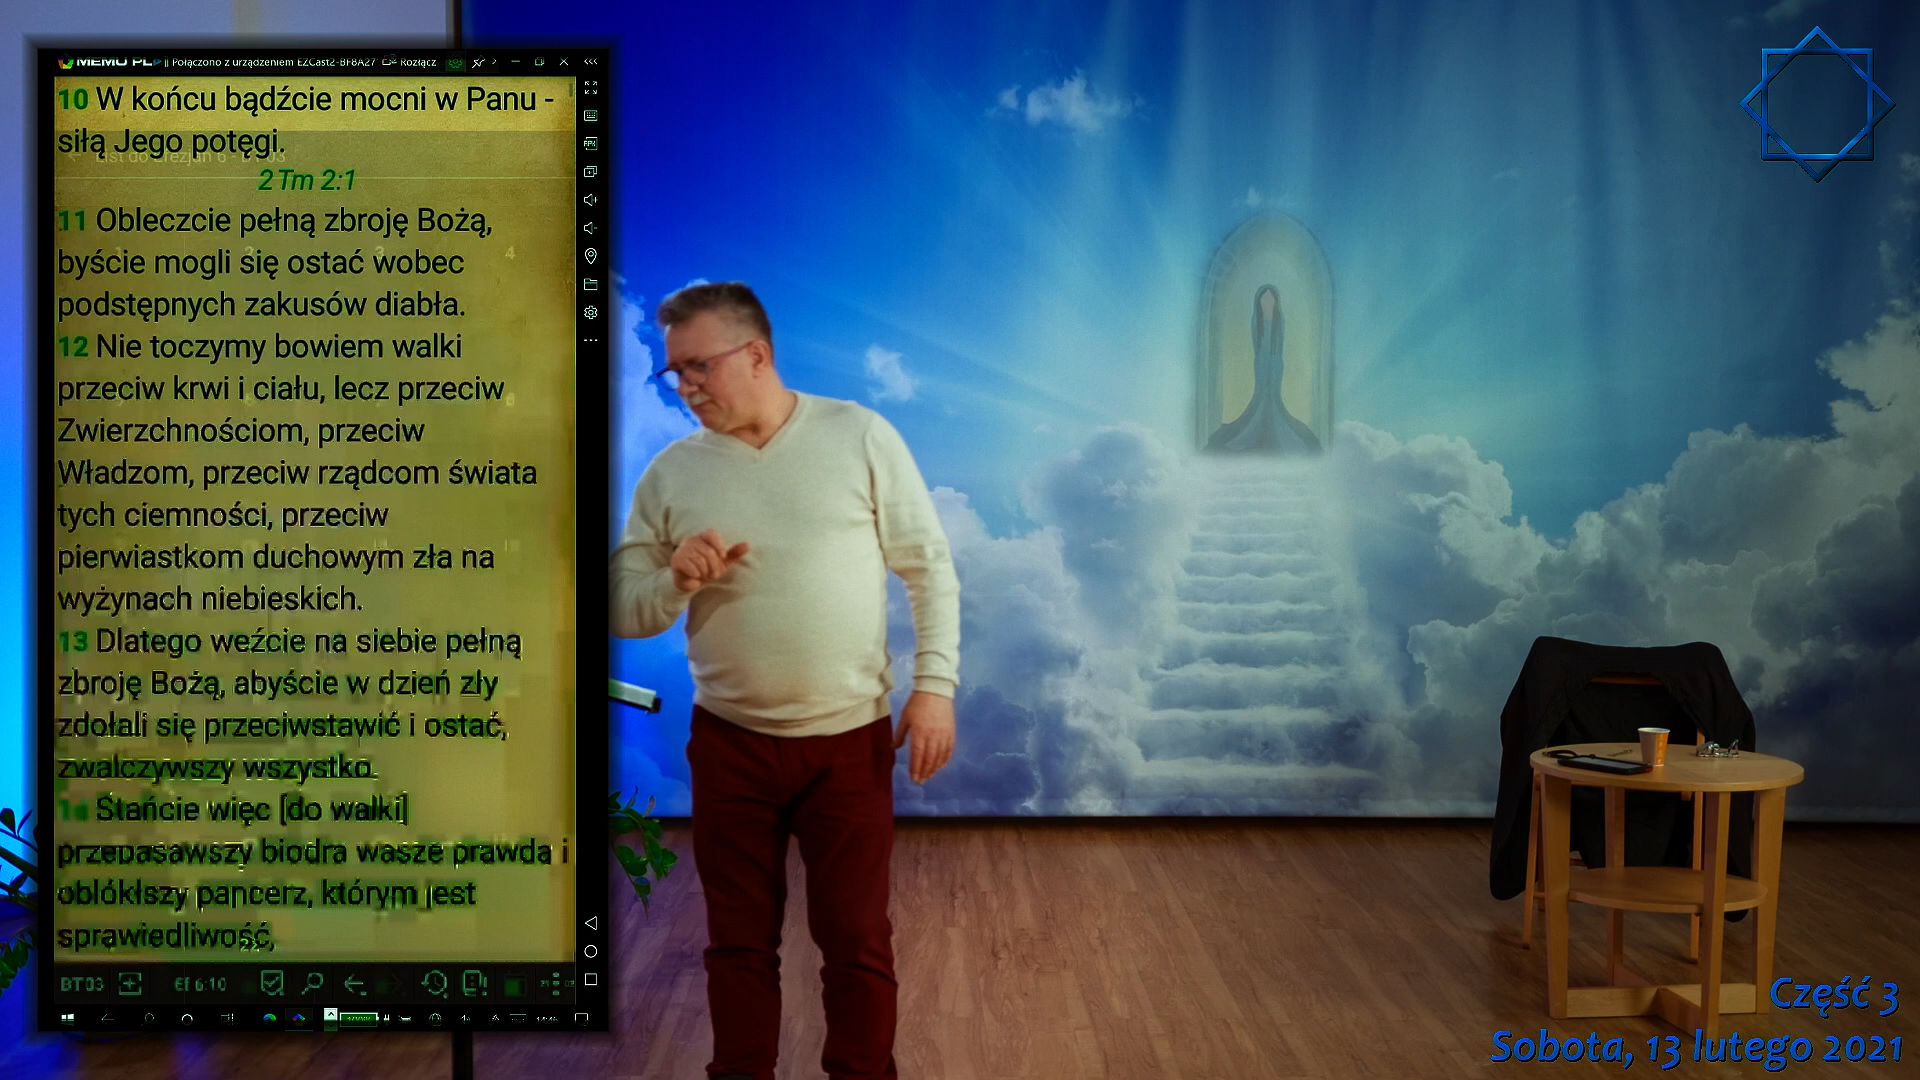 MEMU PL
Połączono z urządzeniem EZCast2-BF8A27 Rozłącz
10 W końcu bądźcie mocni w Panu -
siłą Jego potęgi.
2 Tm 2:1
11 Obleczcie pełną zbroję Bożą,
byście mogli się ostać wobec
podstępnych zakusów diabła.
12 Nie toczymy bowiem walki
przeciw krwi i ciału, lecz przeciw
Zwierzchnościom, przeciw
Władzom, przeciw rządcom świata
tych ciemności, przeciw
pierwiastkom duchowym zła na
wyżynach niebieskich.
13 Dlatego weźcie na siebie pełną
zbroję Bożą, abyście w dzień zły
zdołali się przeciwstawić i ostać,
zwalczywszy wszystko.
14 Stańcie więc [do walki]
przepasawszy biodra wasze prawdą i
oblókłszy pancerz, którym jest
sprawiedliwość,
BT03 Ef 6:10
Część 3
Sobota, 13 lutego 2021